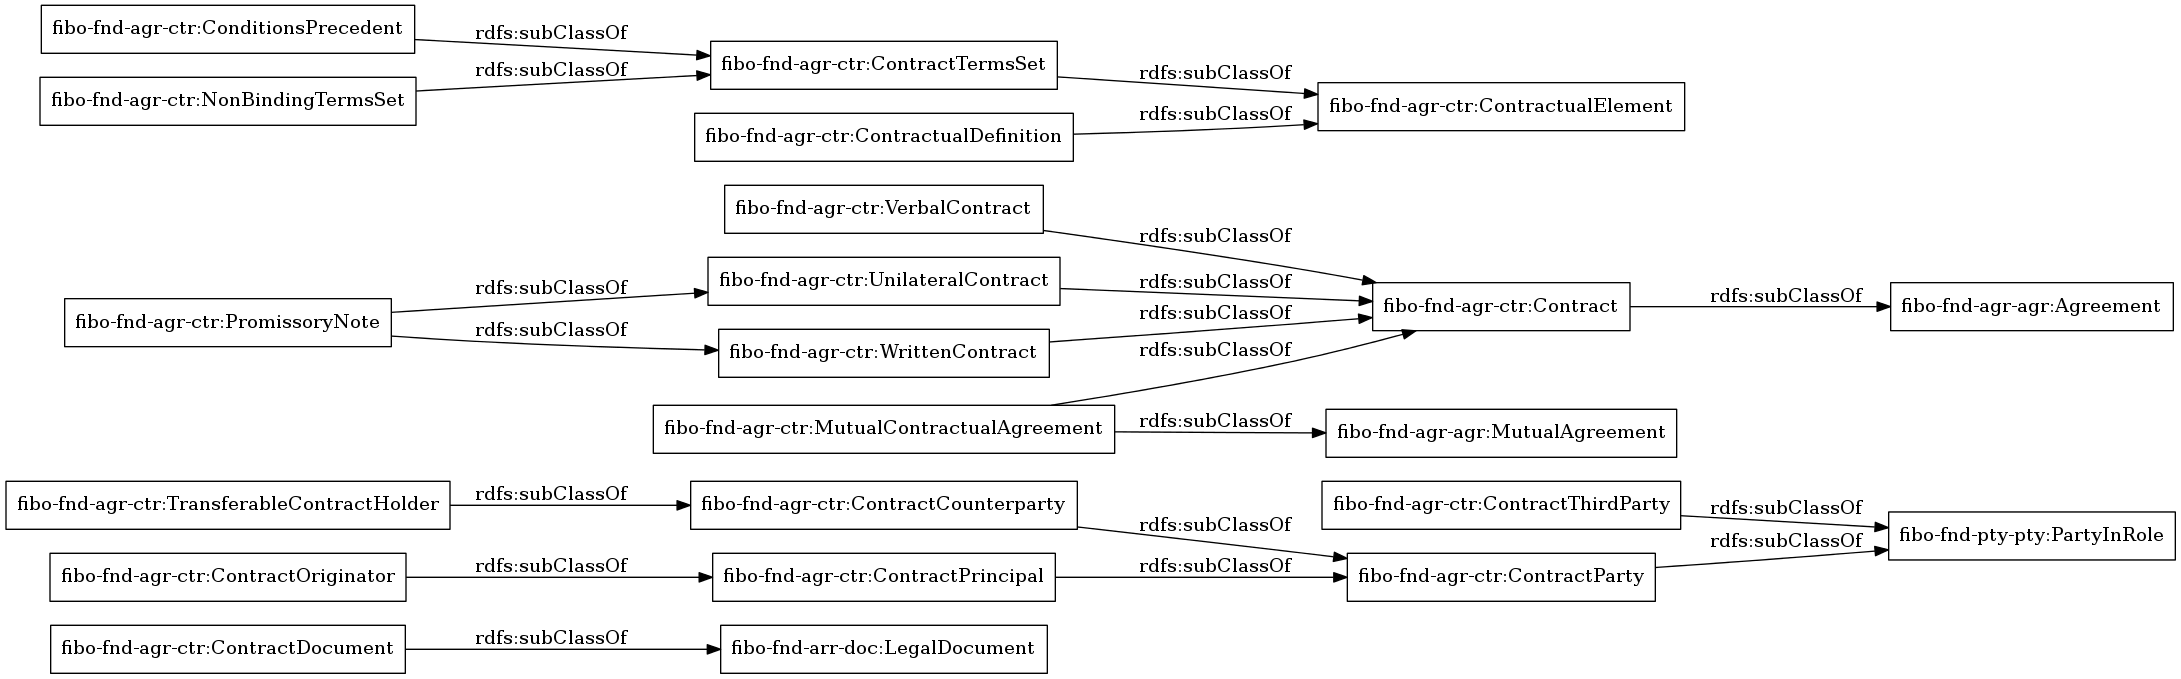 fibo-fnd-agr-ctr:ConditionsPrecedent
rdfs:subClassOf
fibo-fnd-agr-ctr:ContractTermsSet
rdfs:subClassOf
fibo-fnd-agr-ctr:NonBindingTermsSet
rdfs:subClassOf
fibo-fnd-agr-ctr:ContractualElement
rdfs:subClassOf
fibo-fnd-agr-ctr:ContractualDefinition
fibo-fnd-agr-ctr:VerbalContract
rdfs:subClassOf
fibo-fnd-agr-ctr:UnilateralContract
rdfs:subClassOf
rdfs:subClassOf
fibo-fnd-agr-ctr:PromissoryNote
rdfs:subClassOf
fibo-fnd-agr-ctr:Contract
rdfs:subClassOf
fibo-fnd-agr-agr:Agreement
rdfs:subClassOf
fibo-fnd-agr-ctr:WrittenContract
rdfs:subClassOf
fibo-fnd-agr-ctr:MutualContractualAgreement
rdfs:subClassOf
fibo-fnd-agr-agr:MutualAgreement
fibo-fnd-agr-ctr:TransferableContractHolder
rdfs:subClassOf
fibo-fnd-agr-ctr:ContractCounterparty
rdfs:subClassOf
fibo-fnd-agr-ctr:ContractThirdParty
rdfs:subClassOf
fibo-fnd-pty-pty:PartyInRole
rdfs:subClassOf
fibo-fnd-agr-ctr:ContractOriginator
rdfs:subClassOf
fibo-fnd-agr-ctr:ContractPrincipal
rdfs:subClassOf
fibo-fnd-agr-ctr:ContractParty
fibo-fnd-agr-ctr:ContractDocument
rdfs:subClassOf
fibo-fnd-arr-doc:LegalDocument